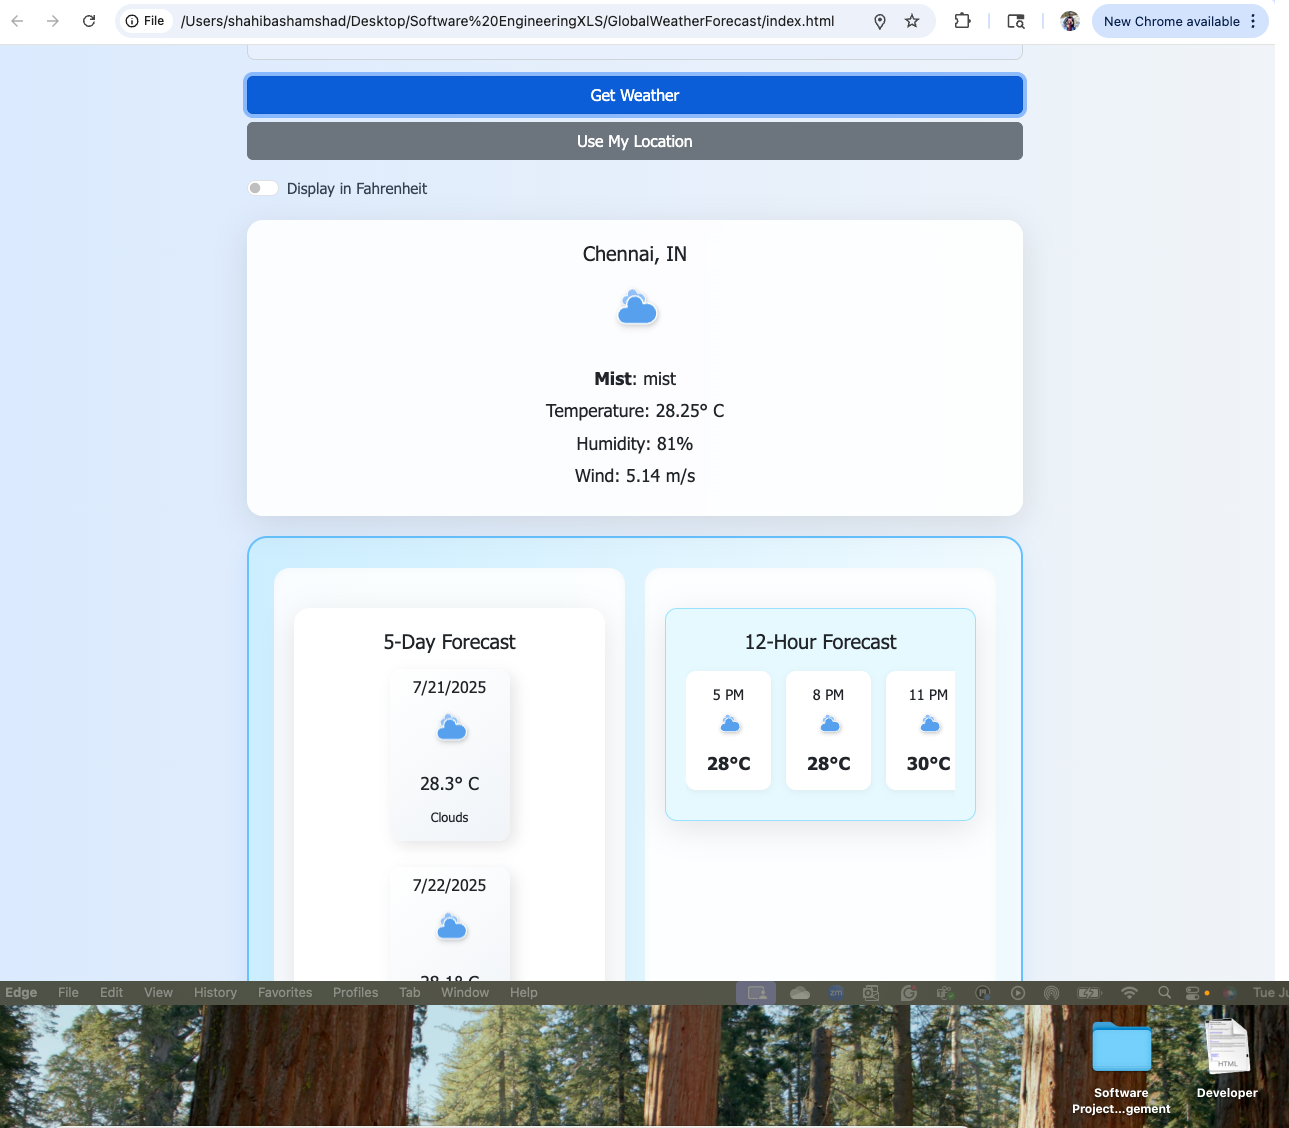 File
/Users/shahibashamshad/Desktop/Software%20EngineeringXLS/GlobalWeatherForecast/index.html
New Chrome available
Get Weather
Use My Location
Display in Fahrenheit
Chennai, IN
Mist: mist
Temperature: 28.25° C
Humidity: 81%
Wind: 5.14 m/s
5-Day Forecast
7/21/2025
28.3° C
Clouds
7/22/2025
28.1° C
12-Hour Forecast
5 PM
8 PM
11 PM
28°C
28°C
30°C
Edge File Edit View History Favorites Profiles Tab Window Help
zm
Tue Ju
HTML
Software
Project...gement
Developer